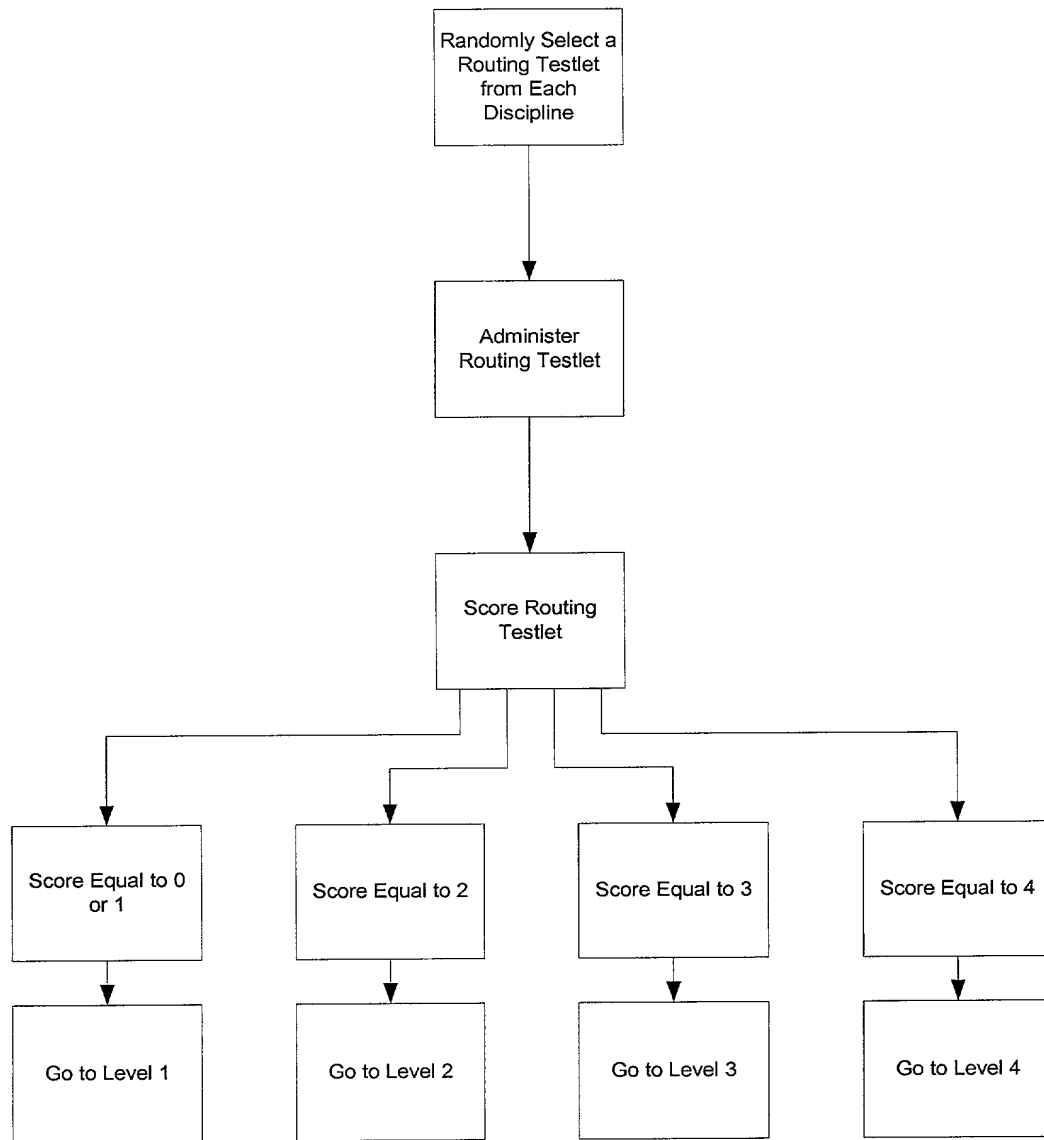 Randomly Select a
Routing Testlet
from Each
Discipline
Administer
Routing Testlet
Score Routing
Testlet
Score Equal to 0
or 1
Score Equal to 2
Score Equal to 3
Score Equal to 4
Go to Level 1
Go to Level 2
Go to Level 3
Go to Level 4